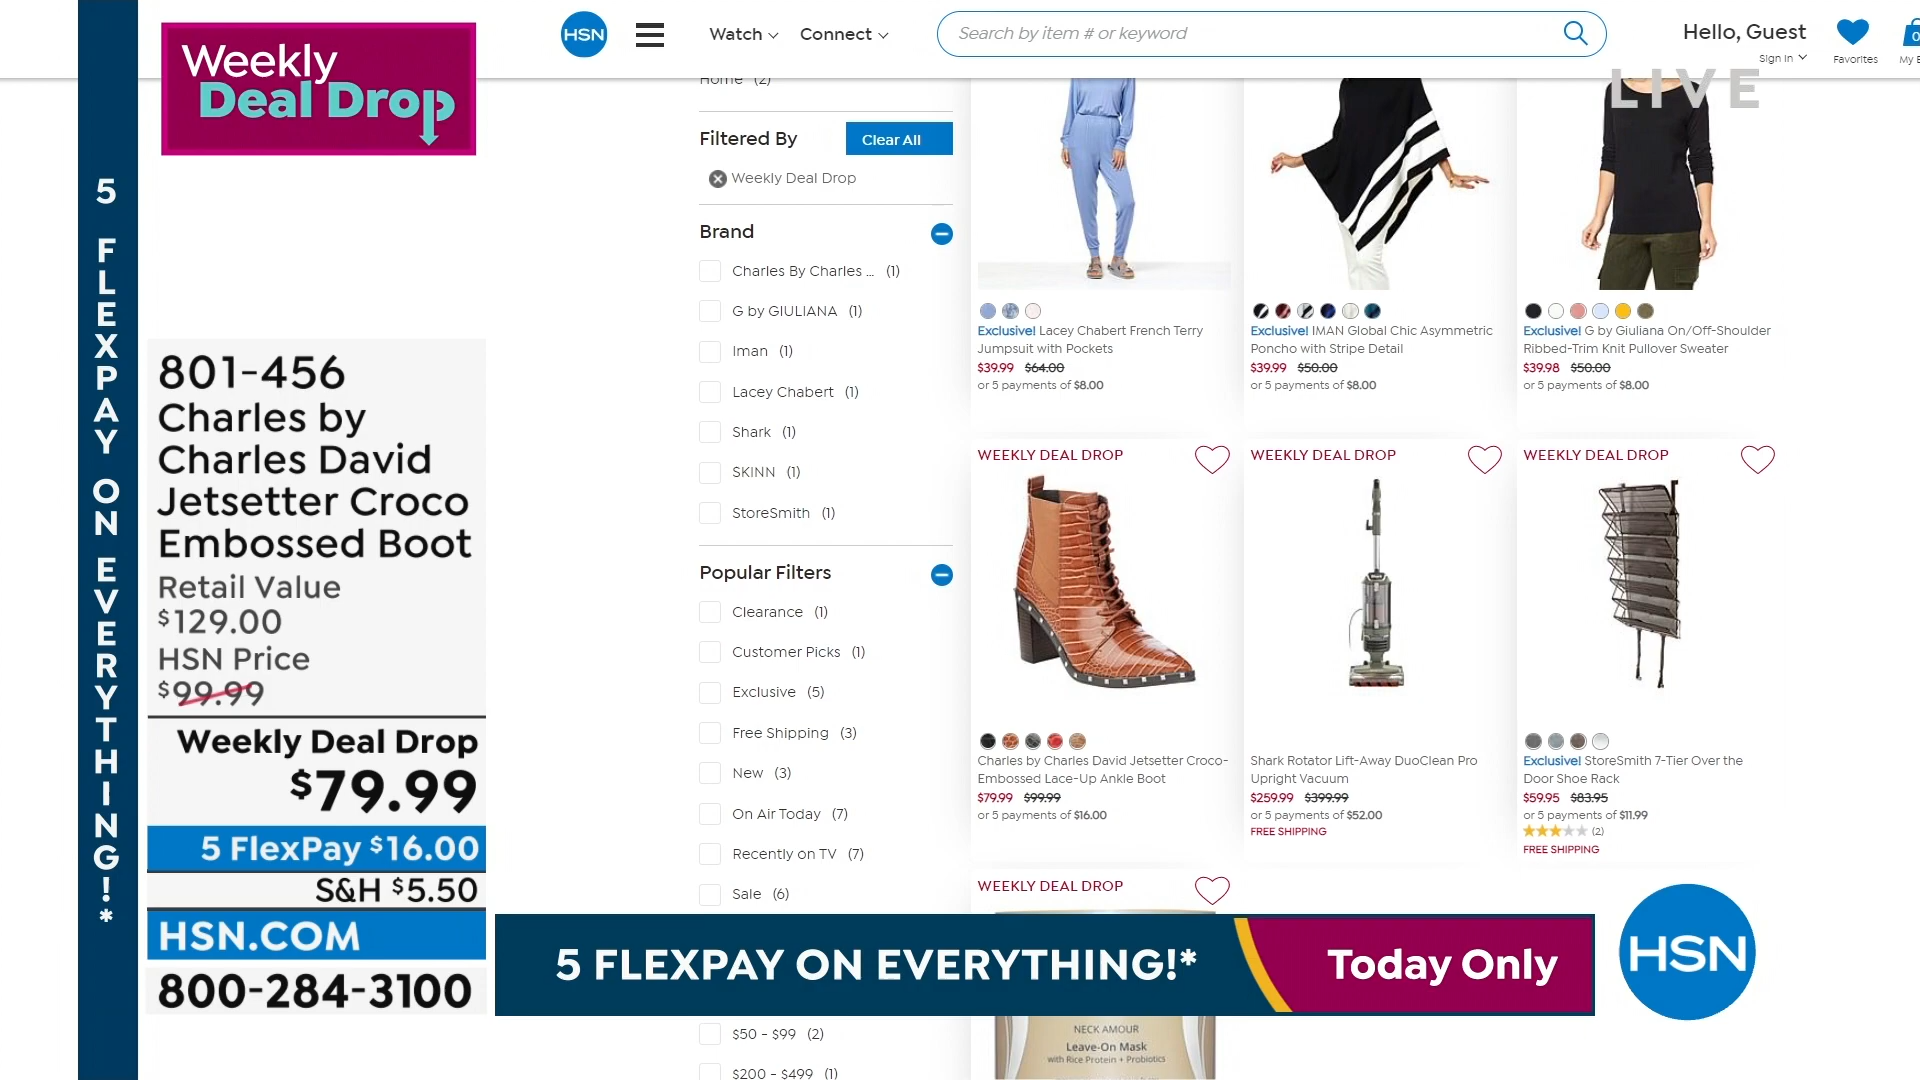 Weekly
Deal Drop
5 FLEXPAY ON EVERYTHING!*
801-456
Charles by
Charles David
Jetsetter Croco
Embossed Boot
Retail Value
$129.00
HSN Price
$99.99
Weekly Deal Drop
$79.99
5 FlexPay $16.00
S&H $5.50
HSN.COM
800-284-3100
HSN
Watch
Connect
Search by item # or keyword
Hello, Guest
Sign In
Favorites
0
LIVE
Home (2)
Filtered By
Clear All
Weekly Deal Drop
Brand
Charles By Charles ... (1)
G by GIULIANA (1)
Iman (1)
Lacey Chabert (1)
Shark (1)
SKINN (1)
StoreSmith (1)
Popular Filters
Clearance (1)
Customer Picks (1)
Exclusive (5)
Free Shipping (3)
New (3)
On Air Today (7)
Recently on TV (7)
Sale (6)
$50 - $99 (2)
$200 - $499 (1)
Exclusive! Lacey Chabert French Terry
Jumpsuit with Pockets
$39.99 $64.00
or 5 payments of $8.00
Exclusive! IMAN Global Chic Asymmetric
Poncho with Stripe Detail
$39.99 $50.00
or 5 payments of $8.00
Exclusive! G by Giuliana On/Off-Shoulder
Ribbed-Trim Knit Pullover Sweater
$39.98 $50.00
or 5 payments of $8.00
WEEKLY DEAL DROP
Charles by Charles David Jetsetter Croco-
Embossed Lace-Up Ankle Boot
$79.99 $99.99
or 5 payments of $16.00
WEEKLY DEAL DROP
Shark Rotator Lift-Away DuoClean Pro
Upright Vacuum
$259.99 $399.99
or 5 payments of $52.00
FREE SHIPPING
WEEKLY DEAL DROP
Exclusive! StoreSmith 7-Tier Over the
Door Shoe Rack
$59.95 $83.95
or 5 payments of $11.99
(2)
FREE SHIPPING
WEEKLY DEAL DROP
NECK AMOUR
Leave-On Mask
with Rice Protein + Probiotics
5 FLEXPAY ON EVERYTHING!*
Today Only
HSN